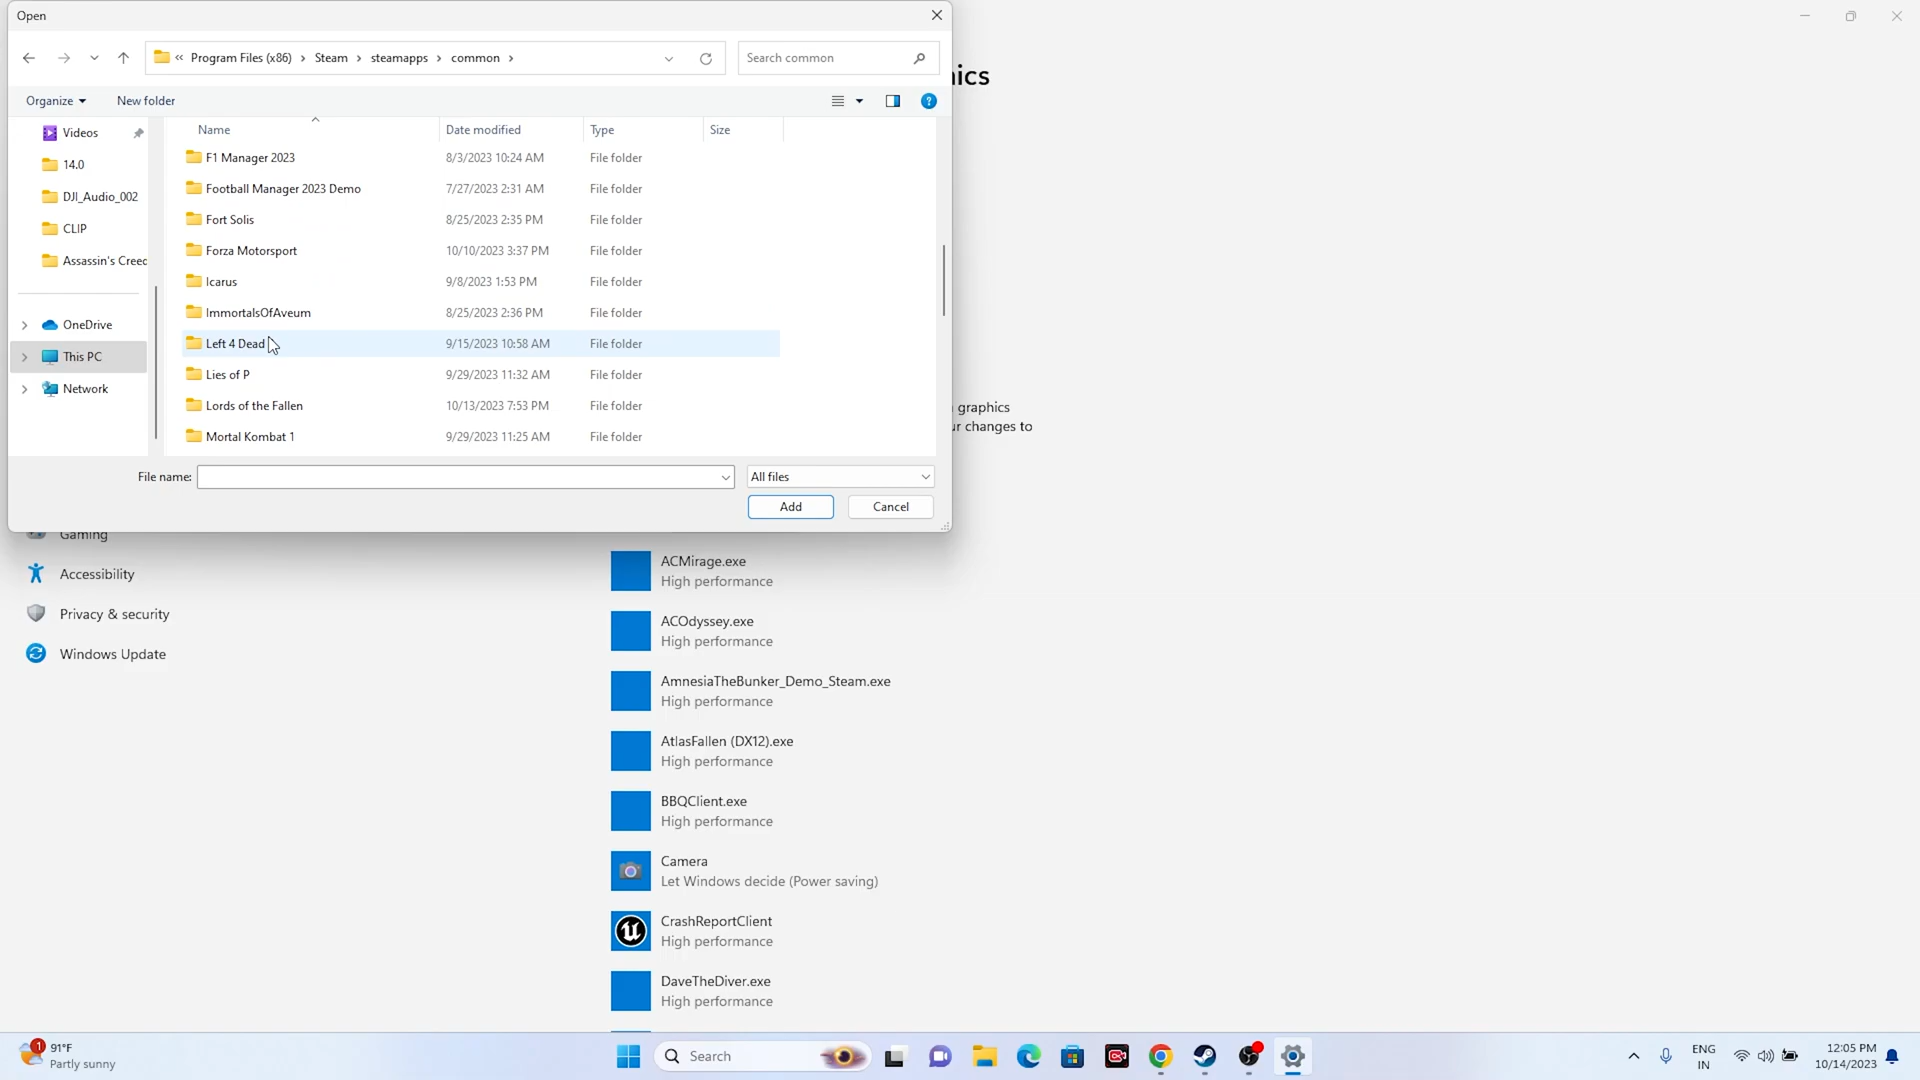 Open
« Program Files (x86) › Steam › steamapps › common ›
Search common
Organize
New folder
Name
Date modified
Type
Size
Videos
14.0
DJI_Audio_002
CLIP
Assassin's Creed
OneDrive
This PC
Network
F1 Manager 2023 8/3/2023 10:24 AM File folder
Football Manager 2023 Demo 7/27/2023 2:31 AM File folder
Fort Solis 8/25/2023 2:35 PM File folder
Forza Motorsport 10/10/2023 3:37 PM File folder
Icarus 9/8/2023 1:53 PM File folder
ImmortalsOfAveum 8/25/2023 2:36 PM File folder
Left 4 Dead 9/15/2023 10:58 AM File folder
Lies of P 9/29/2023 11:32 AM File folder
Lords of the Fallen 10/13/2023 7:53 PM File folder
Mortal Kombat 1 9/29/2023 11:25 AM File folder
File name:
All files
Add
Cancel
ics
graphics
ur changes to
Gaming
Accessibility
Privacy & security
Windows Update
ACMirage.exe
High performance
ACOdyssey.exe
High performance
AmnesiaTheBunker_Demo_Steam.exe
High performance
AtlasFallen (DX12).exe
High performance
BBQClient.exe
High performance
Camera
Let Windows decide (Power saving)
CrashReportClient
High performance
DaveTheDiver.exe
High performance
1
91°F
Partly sunny
Search
ENG
IN
12:05 PM
10/14/2023